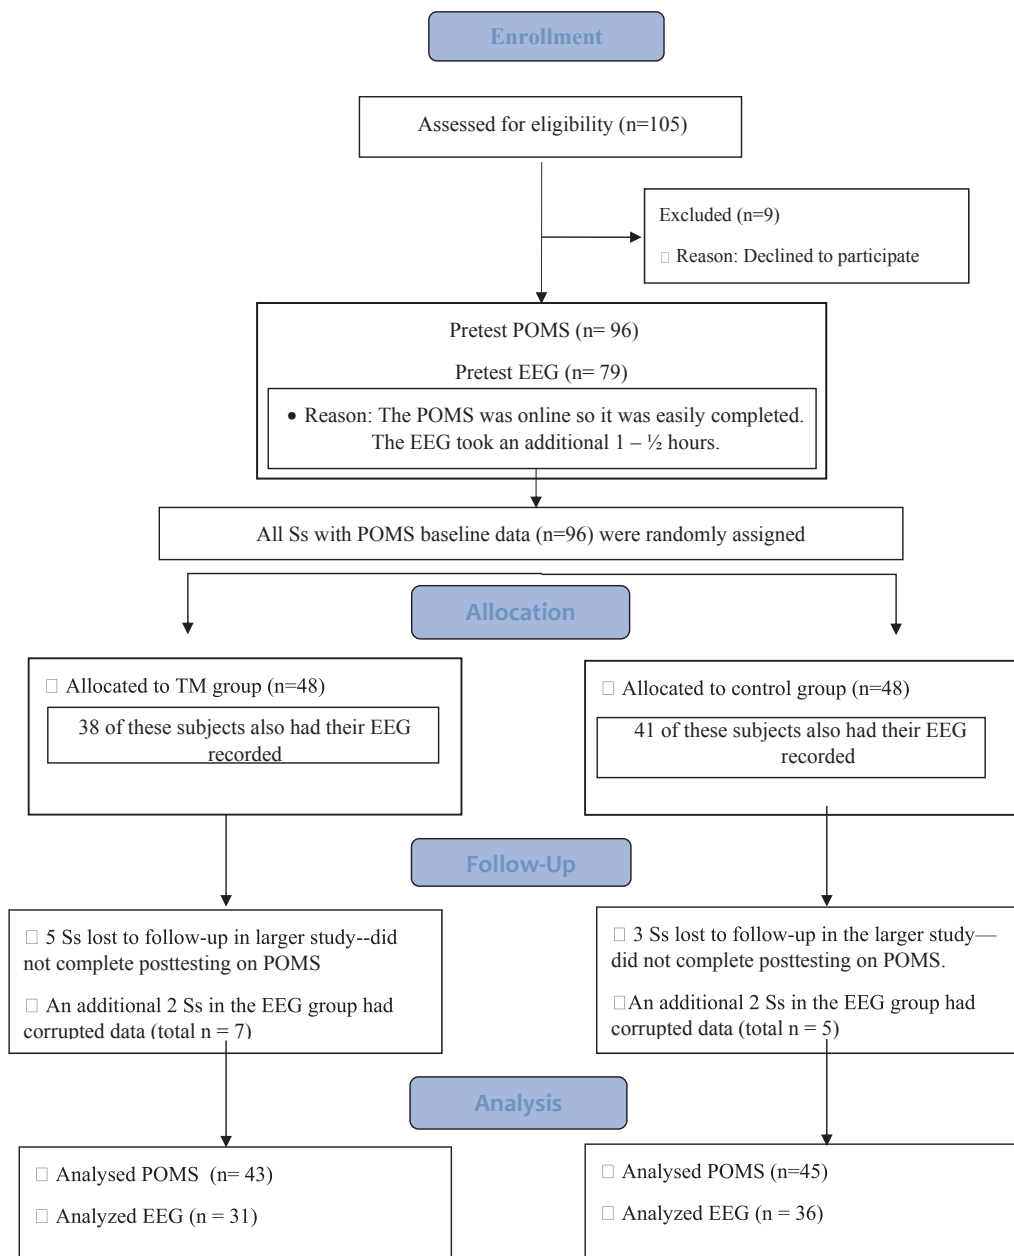 Enrollment
Assessed for eligibility (n=105)
Excluded (n=9)
Reason: Declined to participate
Pretest POMS (n= 96)
Pretest EEG (n= 79)
• Reason: The POMS was online so it was easily completed.
The EEG took an additional 1 – ½ hours.
All Ss with POMS baseline data (n=96) were randomly assigned
Allocation
Allocated to TM group (n=48)
38 of these subjects also had their EEG
recorded
Allocated to control group (n=48)
41 of these subjects also had their EEG
recorded
Follow-Up
5 Ss lost to follow-up in larger study--did
not complete posttesting on POMS
An additional 2 Ss in the EEG group had
corrupted data (total n = 7)
3 Ss lost to follow-up in the larger study—
did not complete posttesting on POMS.
An additional 2 Ss in the EEG group had
corrupted data (total n = 5)
Analysis
Analysed POMS  (n= 43)
Analyzed EEG (n = 31)
Analysed POMS (n=45)
Analyzed EEG (n = 36)